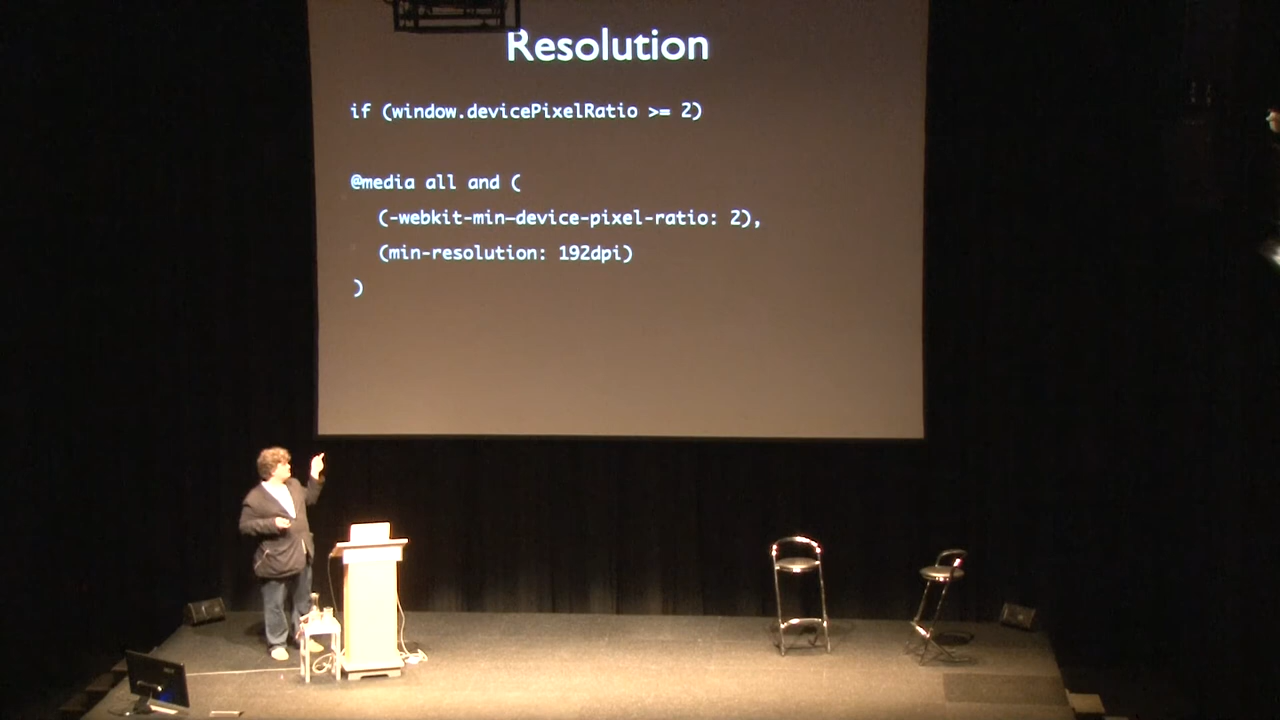 Resolution
if (window.devicePixelRatio >= 2)
@media all and (
(-webkit-min-device-pixel-ratio: 2),
(min-resolution: 192dpi)
)